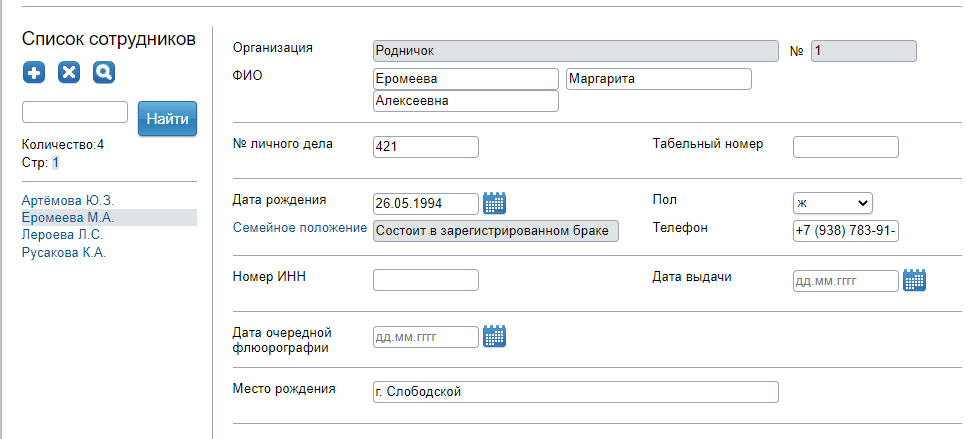 Список сотрудников
Найти
Количество:4
Стр: 1
Артёмова Ю.З.
Еромеева М.А.
Лероева Л.С.
Русакова К.А.
Организация Родничок № 1
ФИО Еромеева Маргарита
Алексеевна
№ личного дела 421 Табельный номер
Дата рождения 26.05.1994 Пол ж
Семейное положение Состоит в зарегистрированном браке Телефон +7 (938) 783-91-
Номер ИНН Дата выдачи дд.мм.гггг
Дата очередной
флюорографии дд.мм.гггг
Место рождения г. Слободской